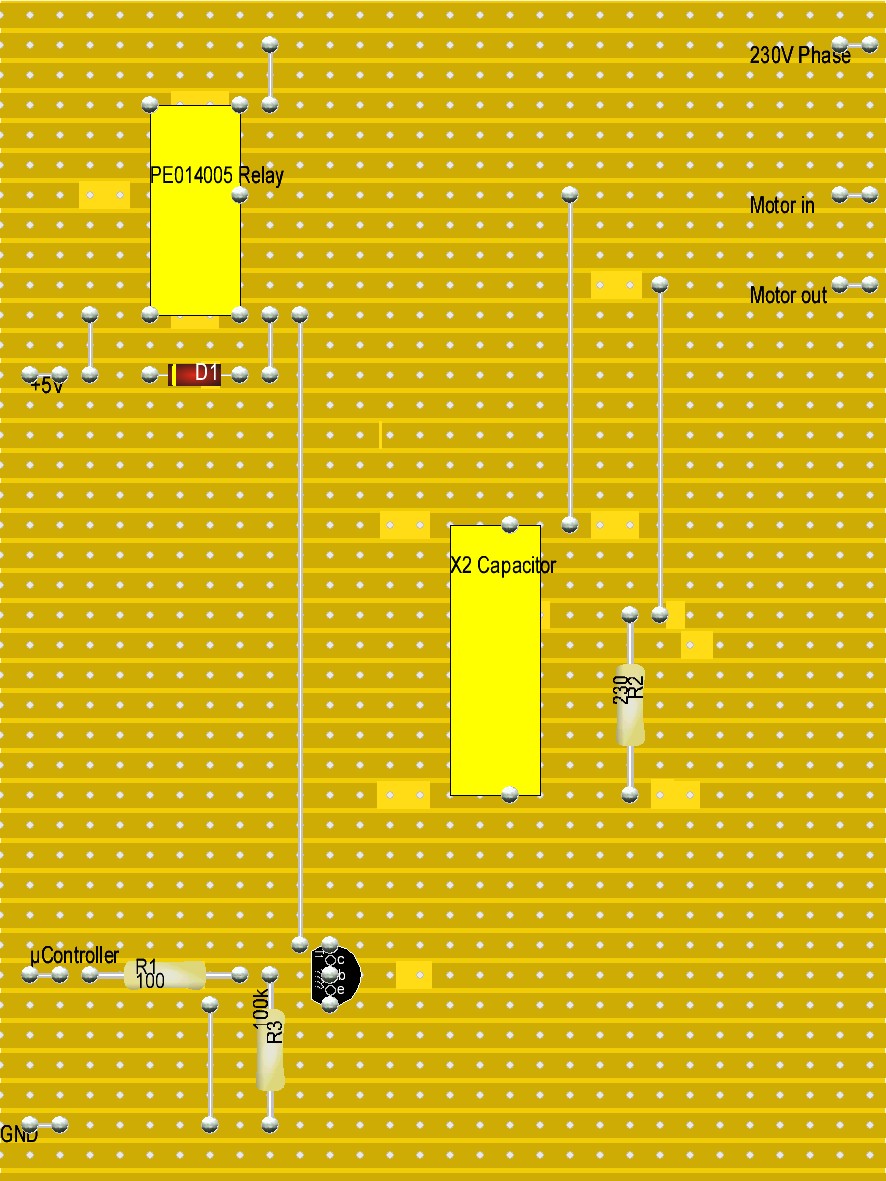 230V Phase
PE014005 Relay
Motor in
Motor out
D1
+5V
X2 Capacitor
230
R2
µController
R1
100
c
b
e
100k
R3
GND